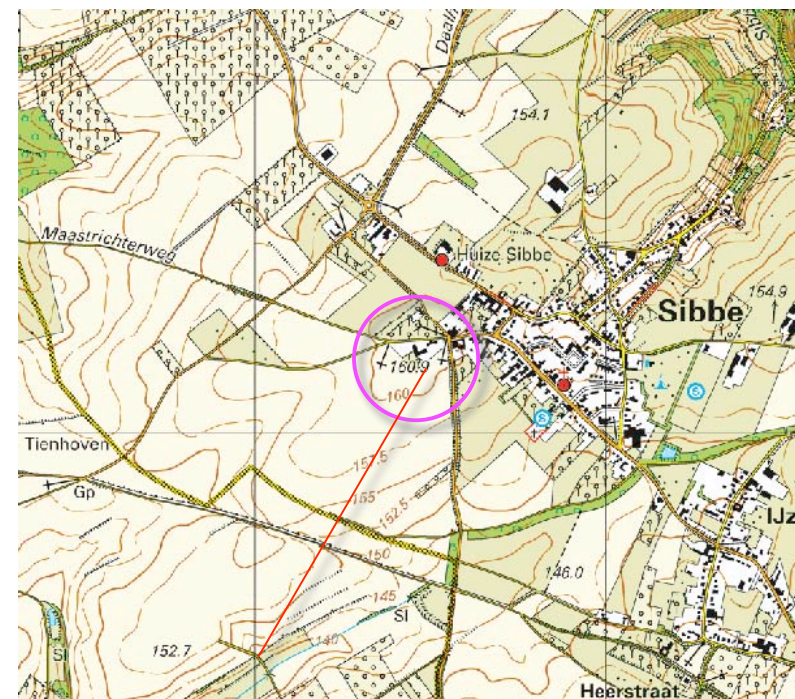 Daalh
154.1
Maastrichterweg
Huize Sibbe
154.9
Sibbe
160.9
160
Tienhoven
157.5
155
152.5
Gp
IJz
150
146.0
145
Sl
140
152.7
Sl
Heerstraat